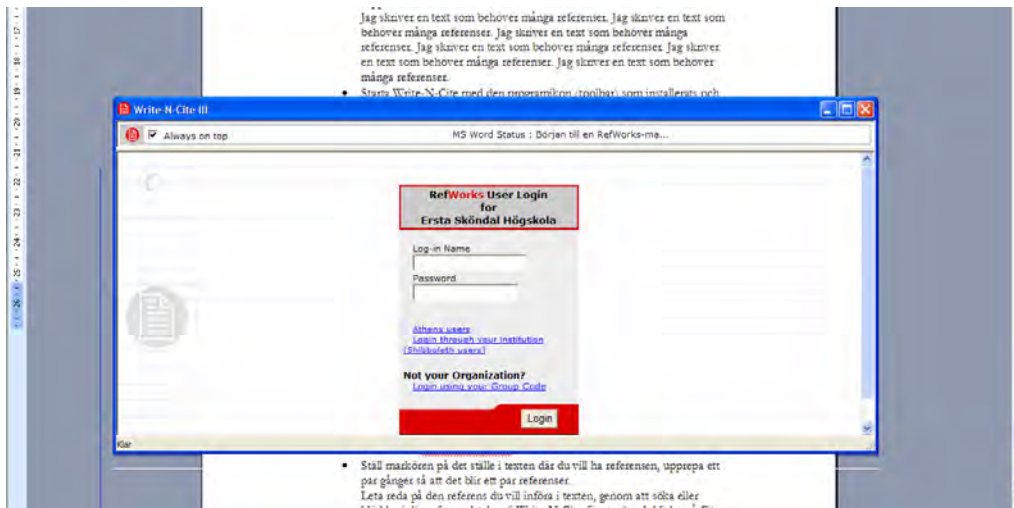 Jag skriver en text som behöver många referenser. Jag skriver en text som
behöver många referenser. Jag skriver en text som behöver många
referenser. Jag skriver en text som behöver många referenser. Jag skriver
en text som behöver många referenser. Jag skriver en text som behöver
många referenser.
• Starta Write-N-Cite med den programikon (toolbar) som installerats och
Write-N-Cite III
Always on top
MS Word Status : Början till en RefWorks-ma...
RefWorks User Login
for
Ersta Sköndal Högskola
Log-in Name
Password
Athens users
Login through your institution
(Shibboleth users)
Not your Organization?
Login using your Group Code
Login
Klar
• Ställ markören på det ställe i texten där du vill ha referensen, upprepa ett
par gånger så att det blir ett par referenser.
Leta reda på den referens du vill införa i texten, genom att söka eller